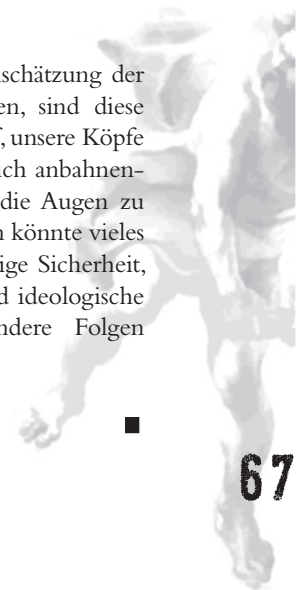 schätzung der
en, sind diese
f, unsere Köpfe
ich anbahnen-
die Augen zu
n könnte vieles
ige Sicherheit,
d ideologische
ndere Folgen
■
67